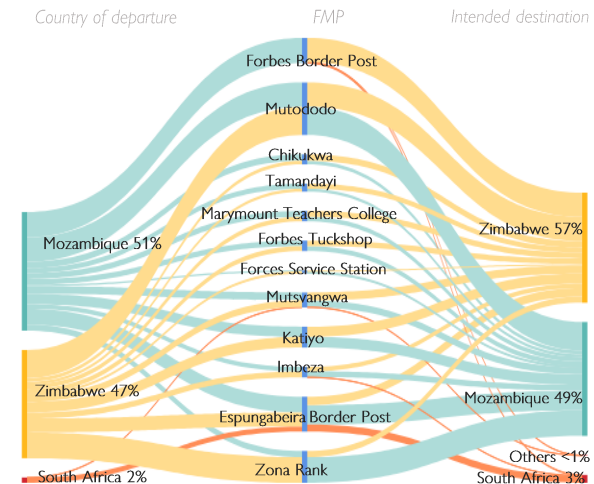 Country of departure FMP Intended destination
Forbes Border Post
Mutododo
Chikukwa
Tamandayi
Marymount Teachers College
Zimbabwe 57%
Forbes Tuckshop
Mozambique 51%
Forces Service Station
Mutsvangwa
Katiyo
Imbeza
Zimbabwe 47%
Mozambique 49%
Espungabeira Border Post
Others <1%
Zona Rank
South Africa 2%
South Africa 3%